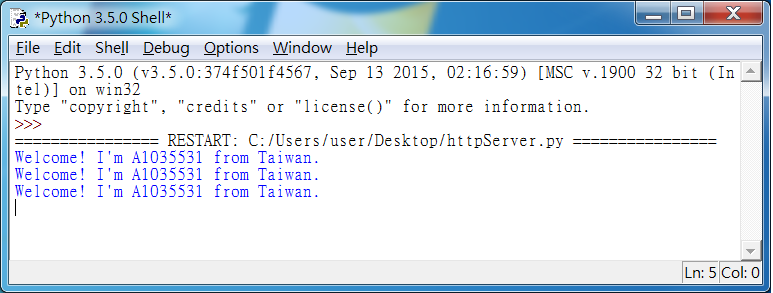 *Python 3.5.0 Shell*
File Edit Shell Debug Options Window Help
Python 3.5.0 (v3.5.0:374f501f4567, Sep 13 2015, 02:16:59) [MSC v.1900 32 bit (In
tel)] on win32
Type "copyright", "credits" or "license()" for more information.
>>>
================ RESTART: C:/Users/user/Desktop/httpServer.py ================
Welcome! I'm A1035531 from Taiwan.
Welcome! I'm A1035531 from Taiwan.
Welcome! I'm A1035531 from Taiwan.
Ln: 5 Col: 0